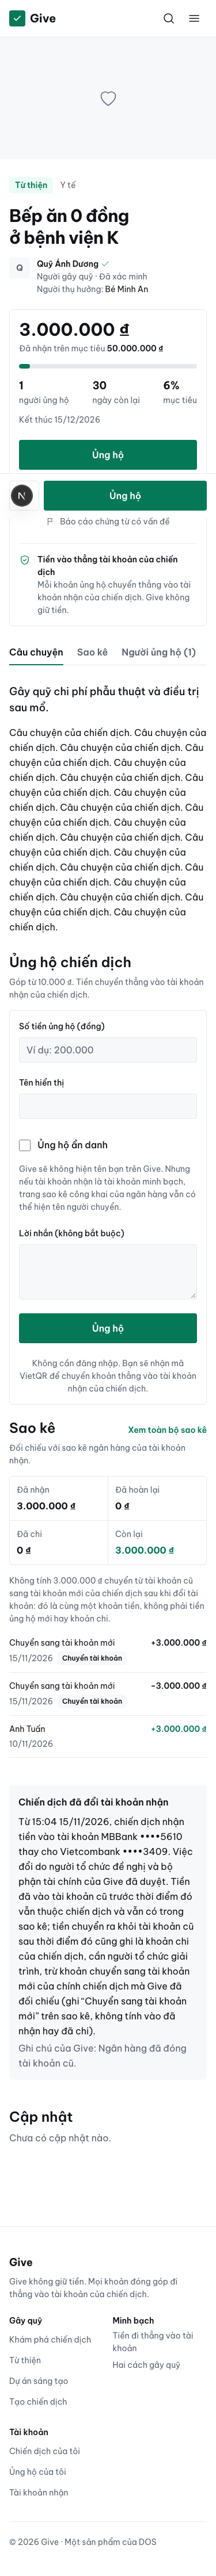 Give
Từ thiện Y tế
Bếp ăn 0 đồng
ở bệnh viện K
Q
Quý Ánh Dương
Người gây quỹ · Đã xác minh
Người thụ hưởng: Bé Minh An
3.000.000 ₫
Đã nhận trên mục tiêu 50.000.000 ₫
1 30 6%
người ủng hộ ngày còn lại mục tiêu
Kết thúc 15/12/2026
Ủng hộ
N Ủng hộ
Báo cáo chứng từ có vấn đề
Tiền vào thẳng tài khoản của chiến
dịch
Mỗi khoản ủng hộ chuyển thẳng vào tài
khoản nhận của chiến dịch. Give không
giữ tiền.
Câu chuyện Sao kê Người ủng hộ (1)
Gây quỹ chi phí phẫu thuật và điều trị
sau mổ.
Câu chuyện của chiến dịch. Câu chuyện của
chiến dịch. Câu chuyện của chiến dịch. Câu
chuyện của chiến dịch. Câu chuyện của
chiến dịch. Câu chuyện của chiến dịch. Câu
chuyện của chiến dịch. Câu chuyện của
chiến dịch. Câu chuyện của chiến dịch. Câu
chuyện của chiến dịch. Câu chuyện của
chiến dịch. Câu chuyện của chiến dịch. Câu
chuyện của chiến dịch. Câu chuyện của
chiến dịch. Câu chuyện của chiến dịch. Câu
chuyện của chiến dịch. Câu chuyện của
chiến dịch. Câu chuyện của chiến dịch. Câu
chuyện của chiến dịch. Câu chuyện của
chiến dịch.
Ủng hộ chiến dịch
Góp từ 10.000 ₫. Tiền chuyển thẳng vào tài khoản
nhận của chiến dịch.
Số tiền ủng hộ (đồng)
Ví dụ: 200.000
Tên hiển thị
Ủng hộ ẩn danh
Give sẽ không hiện tên bạn trên Give. Nhưng
nếu tài khoản nhận là tài khoản minh bạch,
trang sao kê công khai của ngân hàng vẫn có
thể hiện tên người chuyển.
Lời nhắn (không bắt buộc)
Ủng hộ
Không cần đăng nhập. Bạn sẽ nhận mã
VietQR để chuyển khoản thẳng vào tài khoản
nhận của chiến dịch.
Sao kê Xem toàn bộ sao kê
Đối chiếu với sao kê ngân hàng của tài khoản
nhận.
Đã nhận Đã hoàn lại
3.000.000 ₫ 0 ₫
Đã chi Còn lại
0 ₫ 3.000.000 ₫
Không tính 3.000.000 ₫ chuyển từ tài khoản cũ
sang tài khoản mới của chiến dịch sau khi đổi tài
khoản: đó là cùng một khoản tiền, không phải tiền
ủng hộ mới hay khoản chi.
Chuyển sang tài khoản mới +3.000.000 ₫
15/11/2026 Chuyển tài khoản
Chuyển sang tài khoản mới −3.000.000 ₫
15/11/2026 Chuyển tài khoản
Anh Tuấn +3.000.000 ₫
10/11/2026
Chiến dịch đã đổi tài khoản nhận
Từ 15:04 15/11/2026, chiến dịch nhận
tiền vào tài khoản MBBank ••••5610
thay cho Vietcombank ••••3409. Việc
đổi do người tổ chức đề nghị và bộ
phận tài chính của Give đã duyệt. Tiền
đã vào tài khoản cũ trước thời điểm đó
vẫn thuộc chiến dịch và vẫn có trong
sao kê; tiền chuyển ra khỏi tài khoản cũ
sau thời điểm đó cũng là khoản chi
của chiến dịch, cần người tổ chức giải
trình, trừ khoản chuyển sang tài khoản
mới của chính chiến dịch mà Give đã
đối chiếu (ghi “Chuyển sang tài khoản
mới” trên sao kê, không tính vào đã
nhận hay đã chi).
Ghi chú của Give: Ngân hàng đã đóng
tài khoản cũ.
Cập nhật
Chưa có cập nhật nào.
Give
Give không giữ tiền. Mọi khoản đóng góp đi
thẳng vào tài khoản của chiến dịch.
Gây quỹ
Khám phá chiến dịch
Từ thiện
Dự án sáng tạo
Tạo chiến dịch
Minh bạch
Tiền đi thẳng vào tài
khoản
Hai cách gây quỹ
Tài khoản
Chiến dịch của tôi
Ủng hộ của tôi
Tài khoản nhận
© 2026 Give · Một sản phẩm của DOS